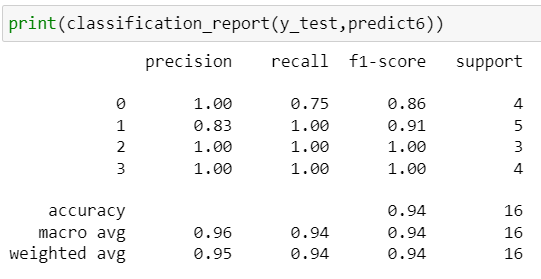 print(classification_report(y_test,predict6))
precision recall f1-score support
0 1.00 0.75 0.86 4
1 0.83 1.00 0.91 5
2 1.00 1.00 1.00 3
3 1.00 1.00 1.00 4
accuracy 0.94 16
macro avg 0.96 0.94 0.94 16
weighted avg 0.95 0.94 0.94 16